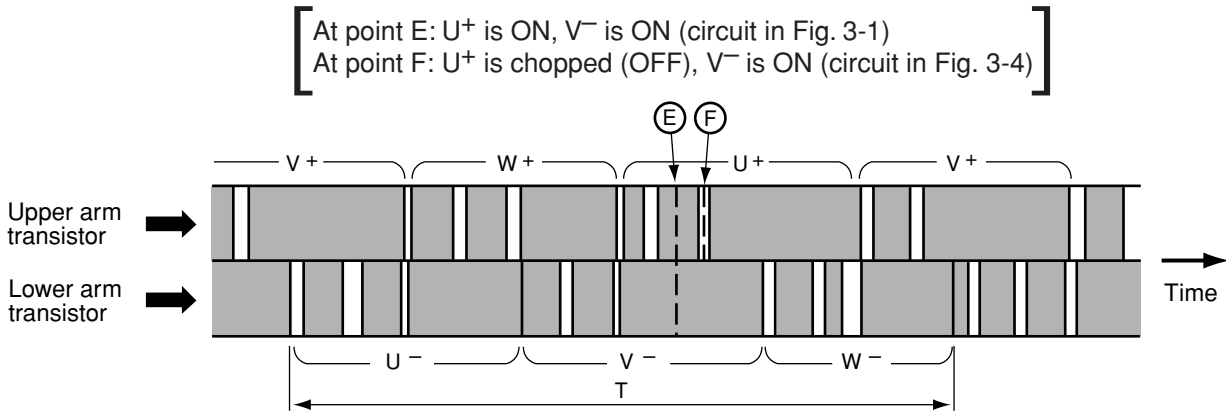 At point E: U+ is ON, V− is ON (circuit in Fig. 3-1)
At point F: U+ is chopped (OFF), V− is ON (circuit in Fig. 3-4)
E F
V+ W+ U+ V+
Upper arm
transistor
Lower arm
transistor
Time
U− V− W−
T